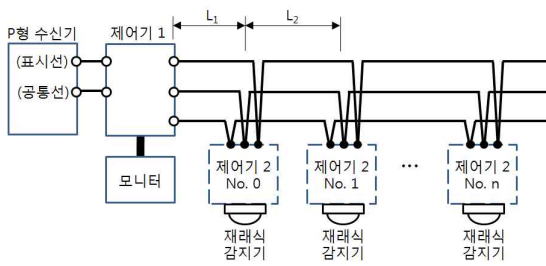 P형 수신기
(표시선)
(공통선)
제어기 1
모니터
L₁
L₂
제어기 2
No. 0
재래식
감지기
제어기 2
No. 1
재래식
감지기
...
제어기 2
No. n
재래식
감지기